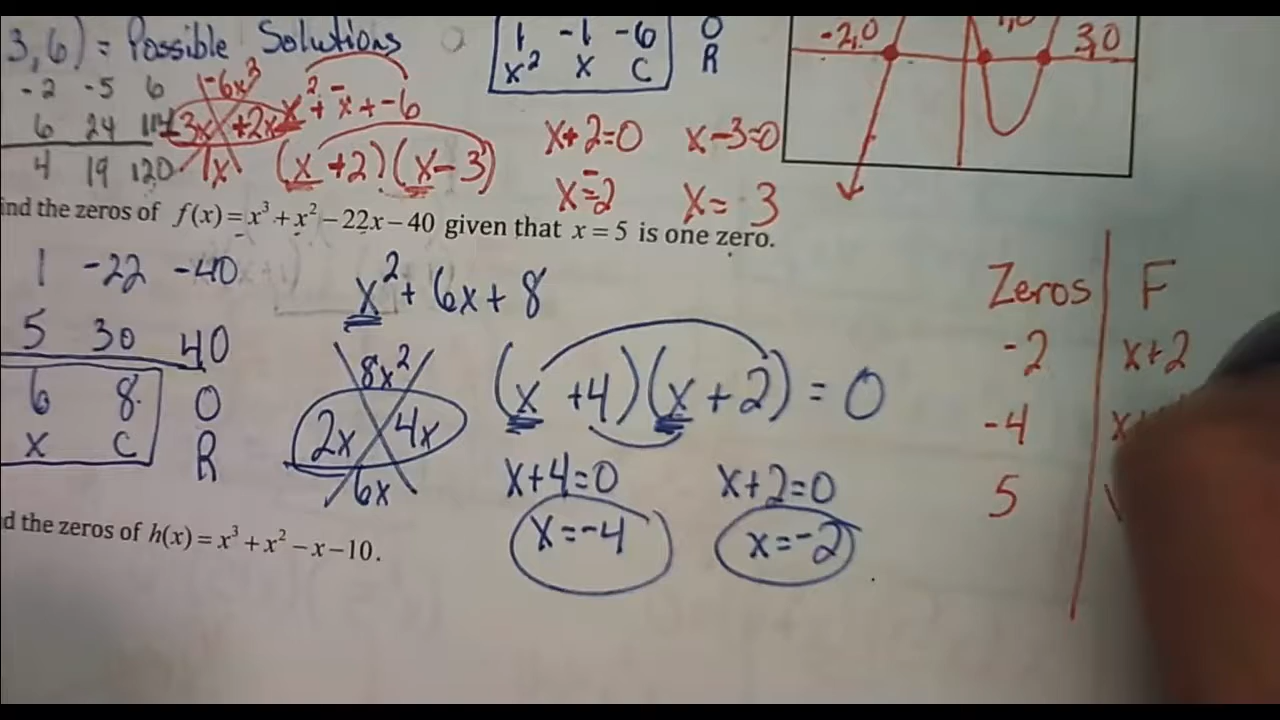 3, 6) = Possible Solutions
-2 -5 6
6 24 114
4 19 120
-6x³
3x +2x
1x
x² + -x + -6
(x +2)(x - 3)
1 -1 -6 0
x² x C R
x+2=0 x-3=0
x=-2 x= 3
-2,0 3,0
ind the zeros of f(x) = x³ + x² − 22x − 40 given that x = 5 is one zero.
1 -22 -40
5 30 40
6 8 0
x C R
x² + 6x + 8
8x²
2x 4x
6x
(x +4)(x +2) = 0
x+4=0 x+2=0
x=-4 x=-2
Zeros F
-2 x+2
-4
5
d the zeros of h(x) = x³ + x² − x − 10.